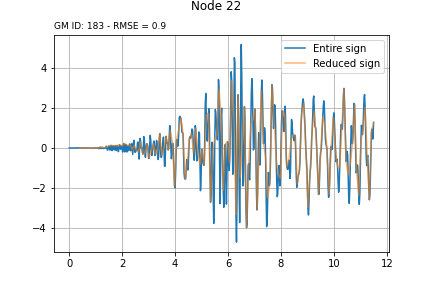 Node 22
GM ID: 183 - RMSE = 0.9
Entire sign
Reduced sign
4
2
0
−2
−4
0 2 4 6 8 10 12